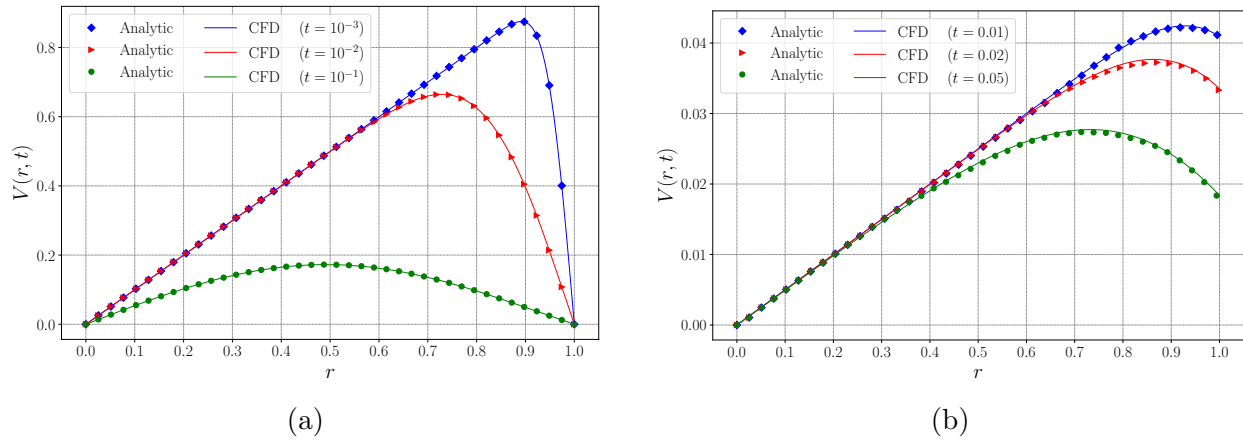 Analytic CFD (t = 10⁻³)
Analytic CFD (t = 10⁻²)
Analytic CFD (t = 10⁻¹)
V(r, t)
0.8
0.6
0.4
0.2
0.0
0.0 0.1 0.2 0.3 0.4 0.5 0.6 0.7 0.8 0.9 1.0
r
(a)
Analytic CFD (t = 0.01)
Analytic CFD (t = 0.02)
Analytic CFD (t = 0.05)
V(r, t)
0.04
0.03
0.02
0.01
0.00
0.0 0.1 0.2 0.3 0.4 0.5 0.6 0.7 0.8 0.9 1.0
r
(b)